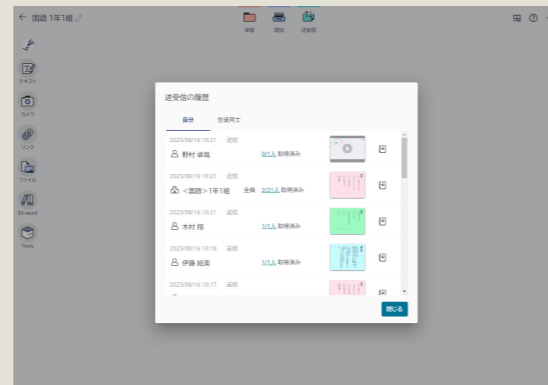 国語 1年1組
提出
送受信
テキスト
カメラ
リンク
ファイル
EX-word
Tools
送受信の履歴
自分 生徒同士
2023/08/16 10:21 送信
野村 卓哉 0/1人 取得済み
2023/08/16 10:21 送信
<国語>1年1組 全員 2/21人 取得済み
2023/08/16 10:21 送信
木村 翔 1/1人 取得済み
2023/08/16 10:18 送信
伊藤 絵美 1/1人 取得済み
2023/08/16 10:17 送信
閉じる